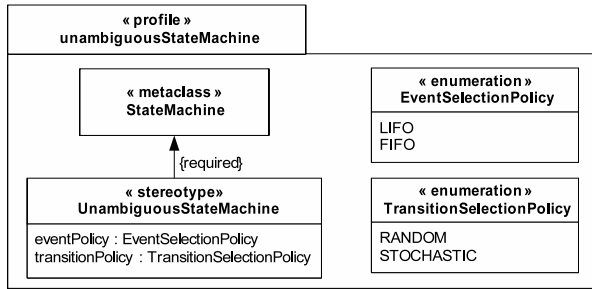 « profile »
unambiguousStateMachine
« metaclass »
StateMachine
{required}
« stereotype»
UnambiguousStateMachine
eventPolicy : EventSelectionPolicy
transitionPolicy : TransitionSelectionPolicy
« enumeration »
EventSelectionPolicy
LIFO
FIFO
« enumeration »
TransitionSelectionPolicy
RANDOM
STOCHASTIC